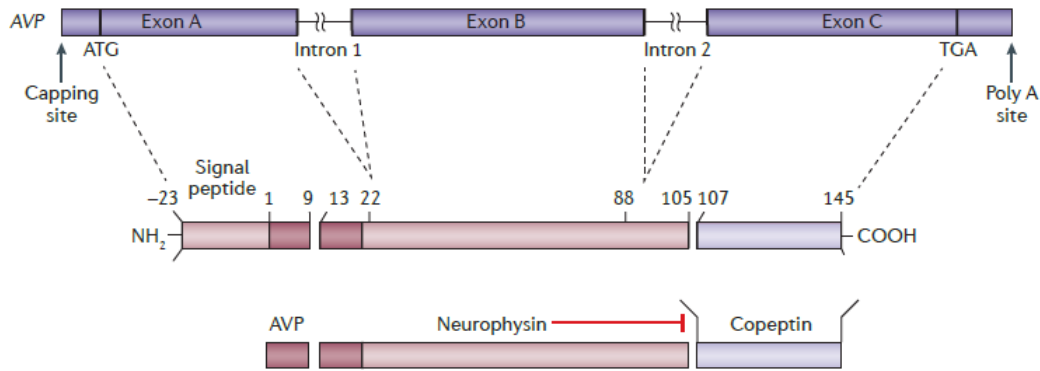 AVP Exon A Exon B Exon C
ATG Intron 1 Intron 2 TGA
Capping site
Poly A site
Signal peptide
–23 1 9 13 22 88 105 107 145
NH2 COOH
AVP Neurophysin Copeptin